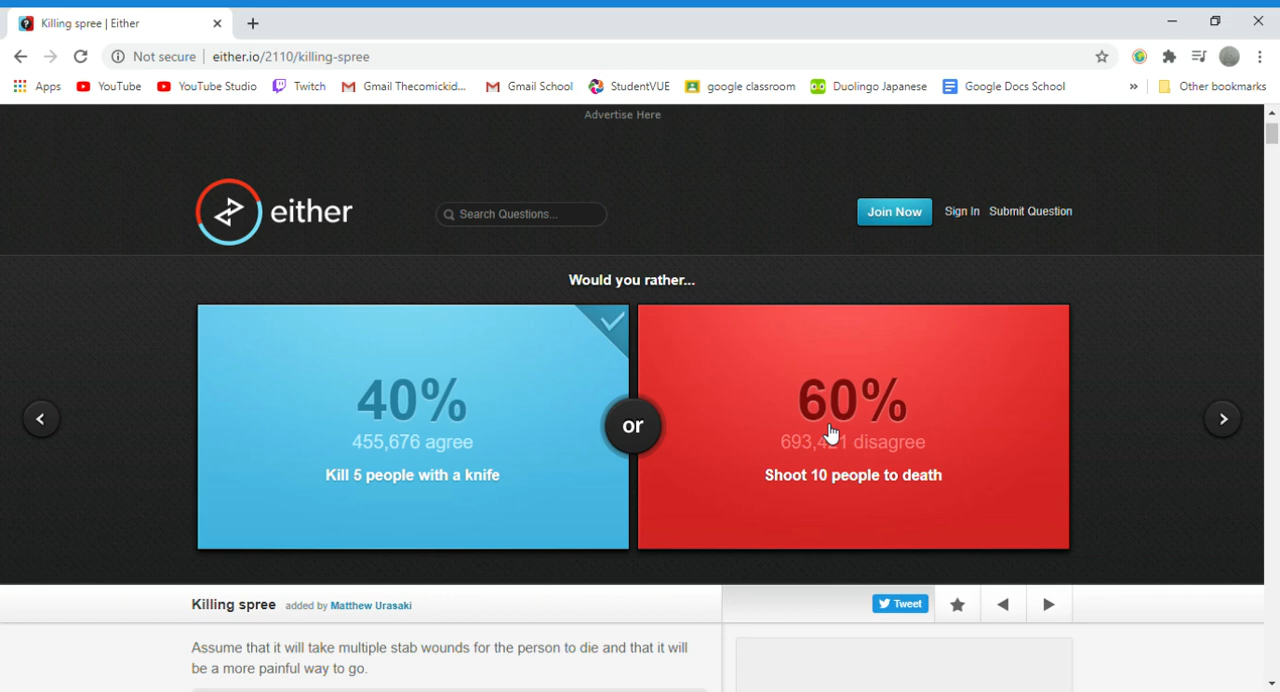 Killing spree | Either
Not secure | either.io/2110/killing-spree
Apps YouTube YouTube Studio Twitch Gmail Thecomickid... Gmail School StudentVUE google classroom Duolingo Japanese Google Docs School » Other bookmarks
Advertise Here
either Search Questions... Join Now Sign In Submit Question
Would you rather...
40%
455,676 agree
Kill 5 people with a knife
or
60%
disagree
Shoot 10 people to death
Killing spree added by Matthew Urasaki
Tweet
Assume that it will take multiple stab wounds for the person to die and that it will
be a more painful way to go.